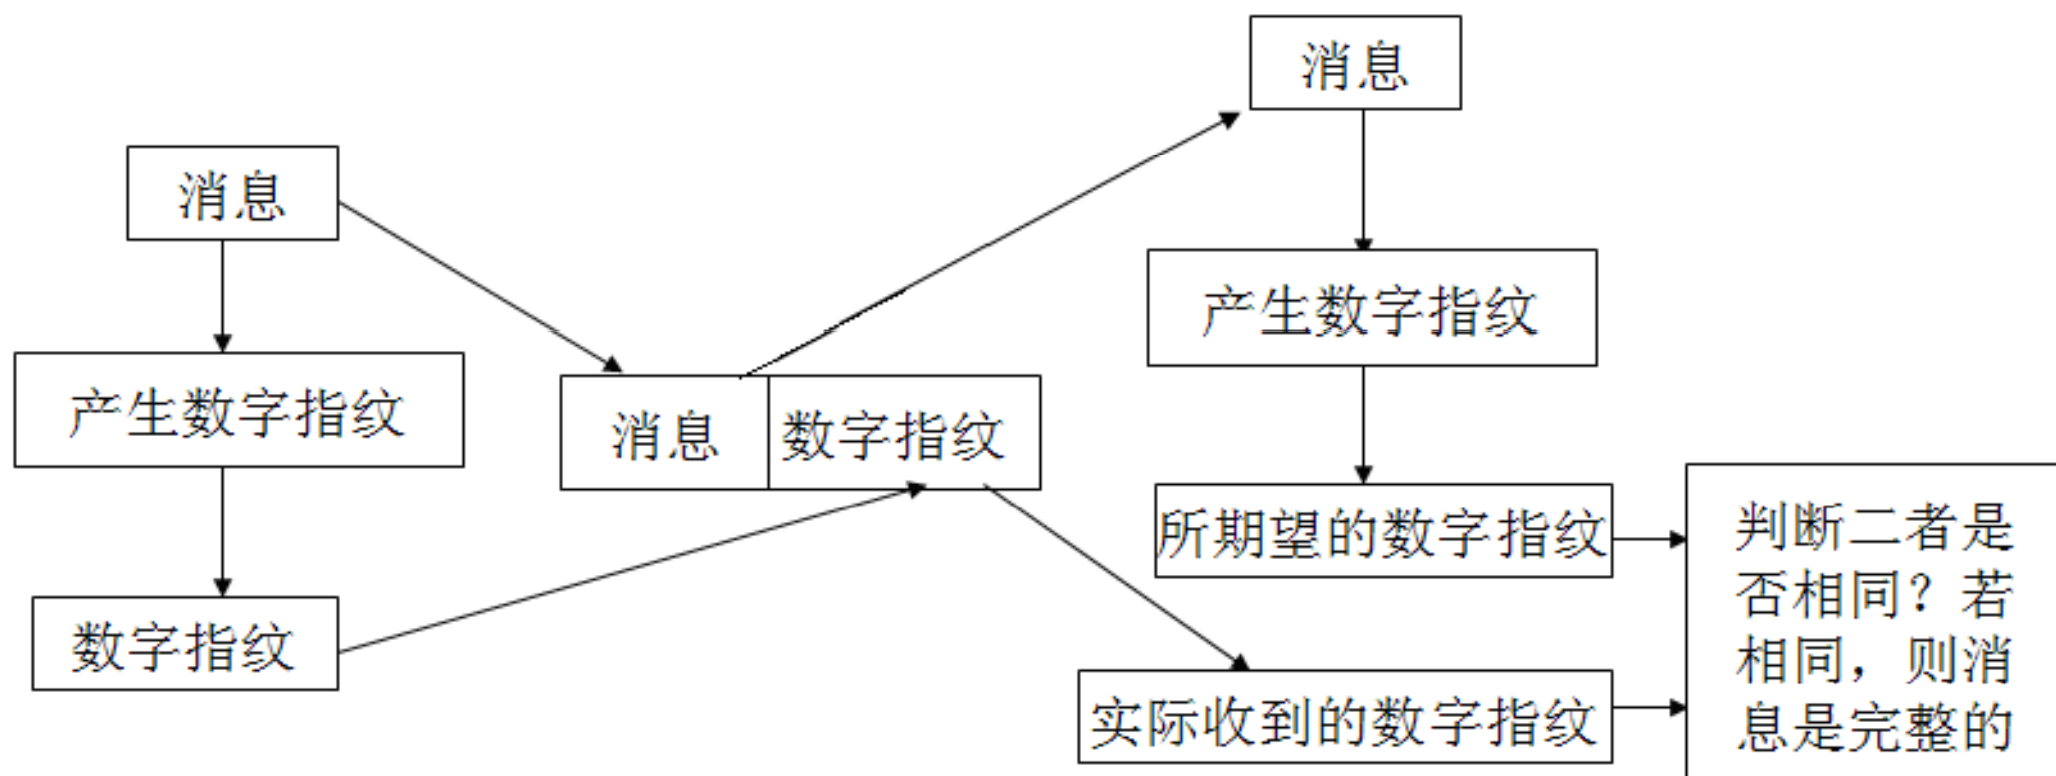 消息
消息
产生数字指纹
产生数字指纹
消息
数字指纹
所期望的数字指纹
判断二者是
否相同？若
相同，则消
息是完整的
数字指纹
实际收到的数字指纹